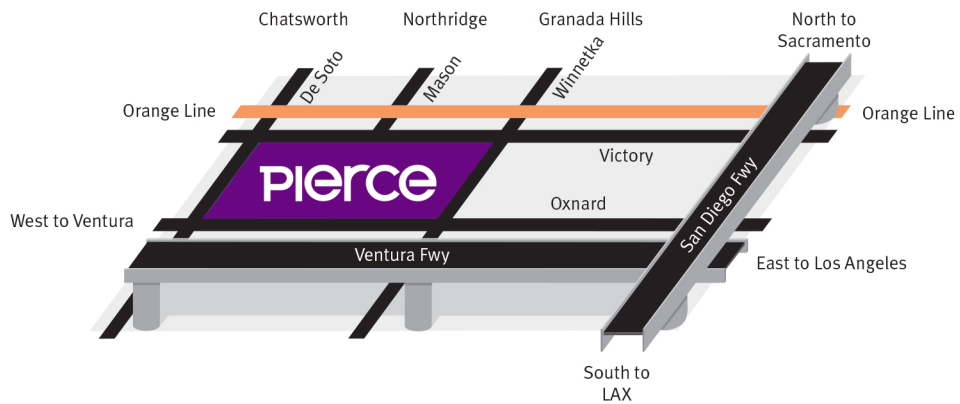 Chatsworth
Northridge
Granada Hills
North to
Sacramento
De Soto
Mason
Winnetka
Orange Line
Orange Line
Victory
PIerce
Oxnard
West to Ventura
San Diego Fwy
Ventura Fwy
East to Los Angeles
South to
LAX